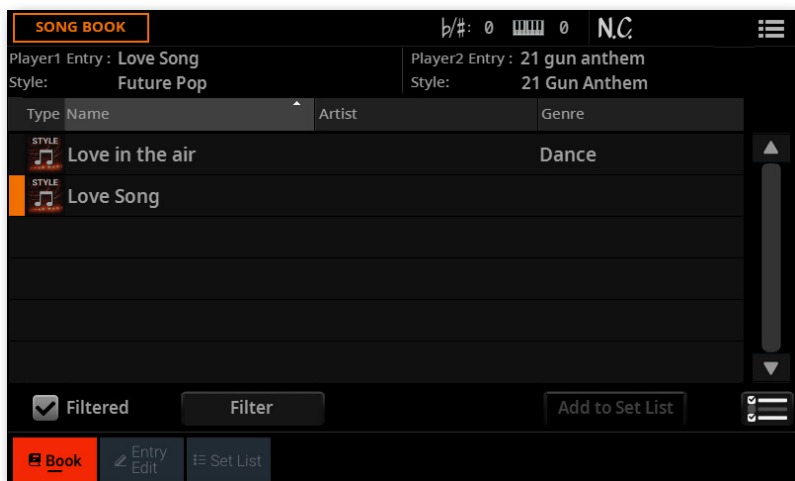 SONG BOOK ♭/#: 0 0 N.C.
Player1 Entry : Love Song Player2 Entry : 21 gun anthem
Style: Future Pop Style: 21 Gun Anthem
Type Name Artist Genre
STYLE Love in the air Dance
STYLE Love Song
Filtered Filter Add to Set List
Book Entry Edit Set List